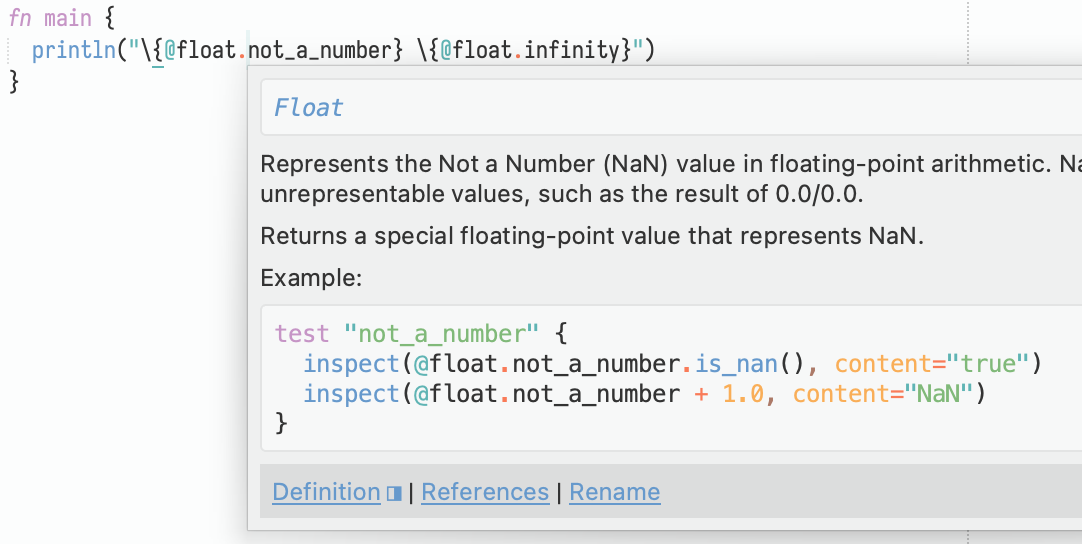 fn main {
println("\{@float.not_a_number} \{@float.infinity}")
}
Float
Represents the Not a Number (NaN) value in floating-point arithmetic.
unrepresentable values, such as the result of 0.0/0.0.
Returns a special floating-point value that represents NaN.
Example:
test "not_a_number" {
inspect(@float.not_a_number.is_nan(), content="true")
inspect(@float.not_a_number + 1.0, content="NaN")
}
Definition | References | Rename